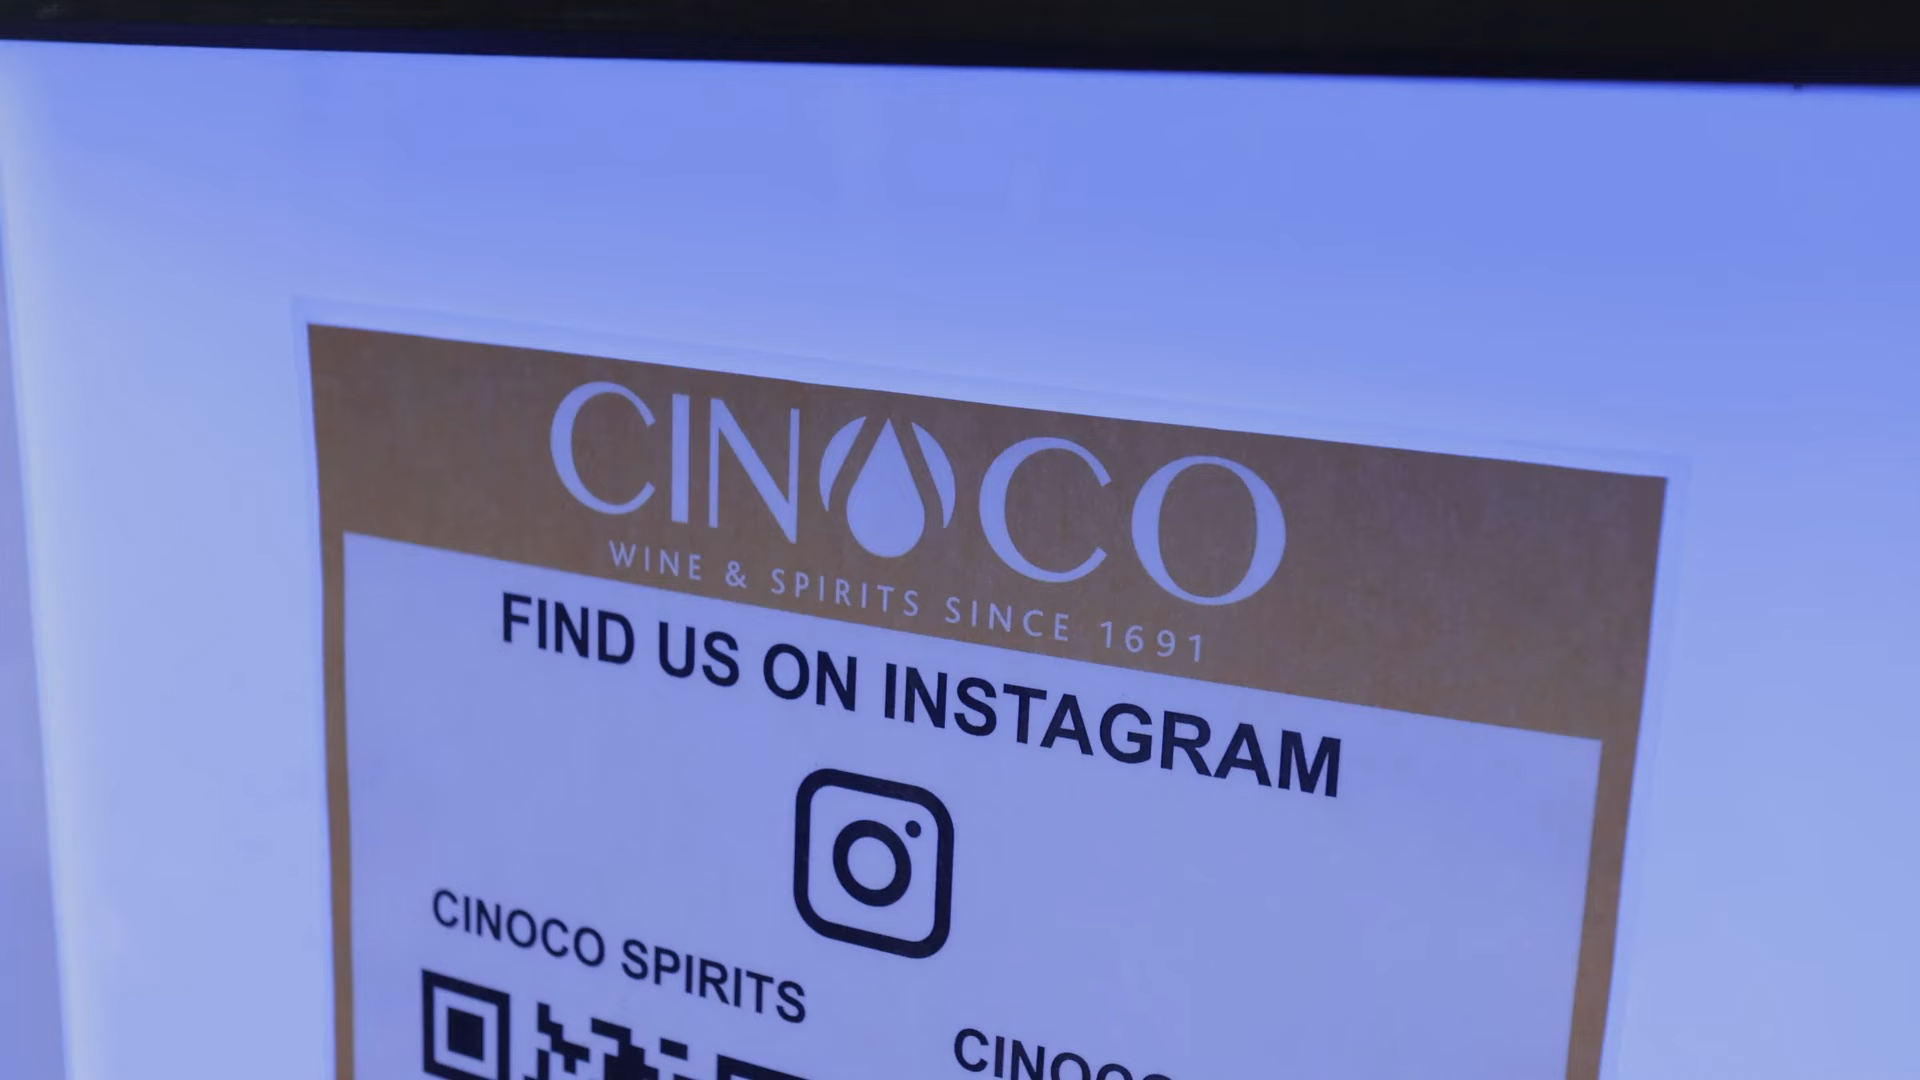 CINOCO
WINE & SPIRITS SINCE 1691
FIND US ON INSTAGRAM
CINOCO SPIRITS